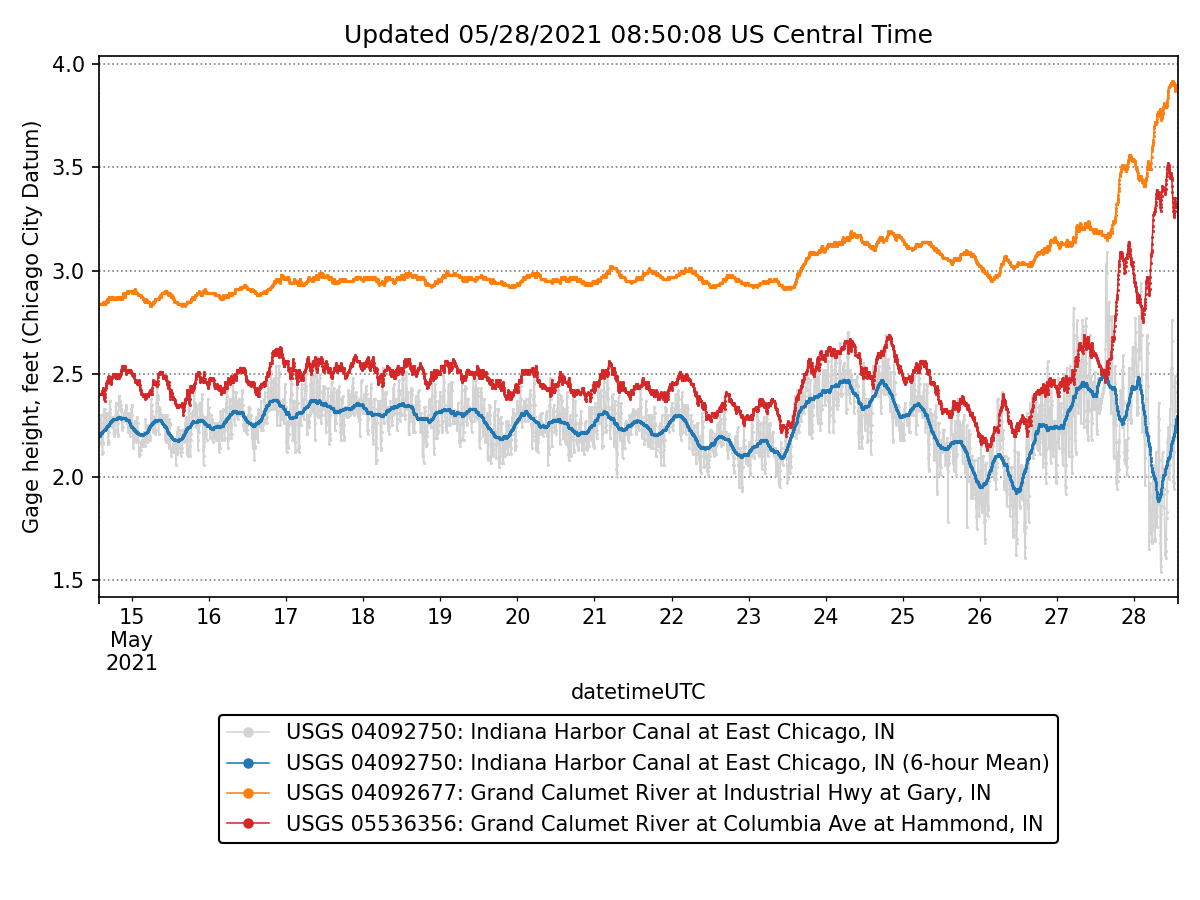 Updated 05/28/2021 08:50:08 US Central Time
Gage height, feet (Chicago City Datum)
4.0
3.5
3.0
2.5
2.0
1.5
15 16 17 18 19 20 21 22 23 24 25 26 27 28
May
2021
datetimeUTC
USGS 04092750: Indiana Harbor Canal at East Chicago, IN
USGS 04092750: Indiana Harbor Canal at East Chicago, IN (6-hour Mean)
USGS 04092677: Grand Calumet River at Industrial Hwy at Gary, IN
USGS 05536356: Grand Calumet River at Columbia Ave at Hammond, IN